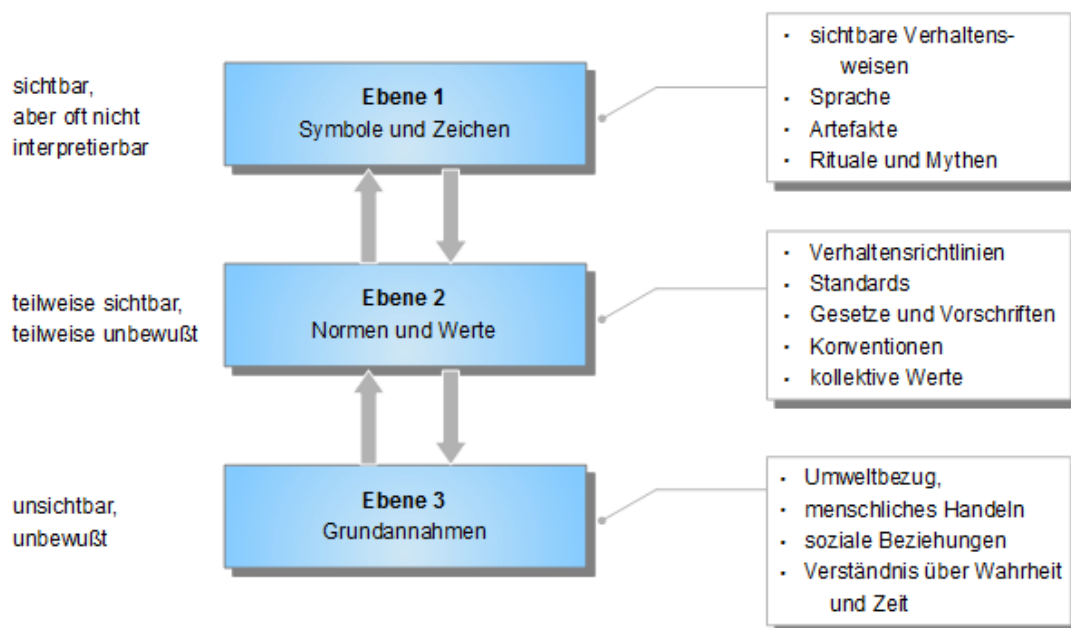 sichtbar,
aber oft nicht
interpretierbar
Ebene 1
Symbole und Zeichen
· sichtbare Verhaltens-
weisen
· Sprache
· Artefakte
· Rituale und Mythen
teilweise sichtbar,
teilweise unbewußt
Ebene 2
Normen und Werte
· Verhaltensrichtlinien
· Standards
· Gesetze und Vorschriften
· Konventionen
· kollektive Werte
unsichtbar,
unbewußt
Ebene 3
Grundannahmen
· Umweltbezug,
· menschliches Handeln
· soziale Beziehungen
· Verständnis über Wahrheit
und Zeit